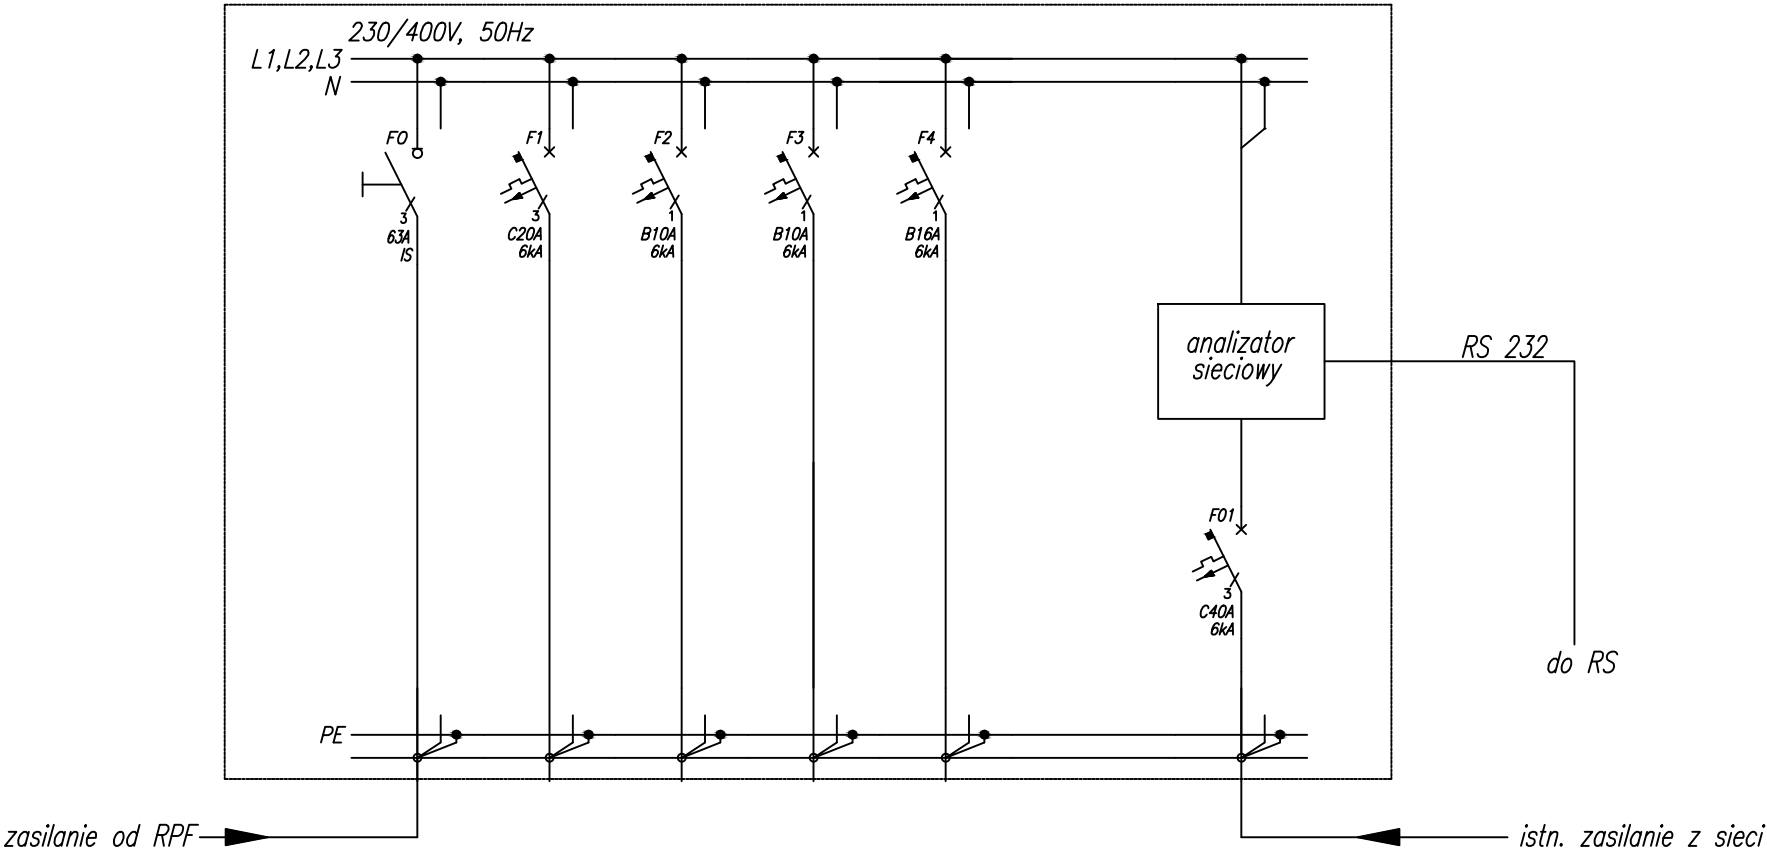 230/400V, 50Hz
L1,L2,L3
N
F0
F1
F2
F3
F4
3
63A
IS
3
C20A
6kA
1
B10A
6kA
1
B10A
6kA
1
B16A
6kA
analizator
sieciowy
RS 232
F01
3
C40A
6kA
do RS
PE
zasilanie od RPF
istn. zasilanie z sieci